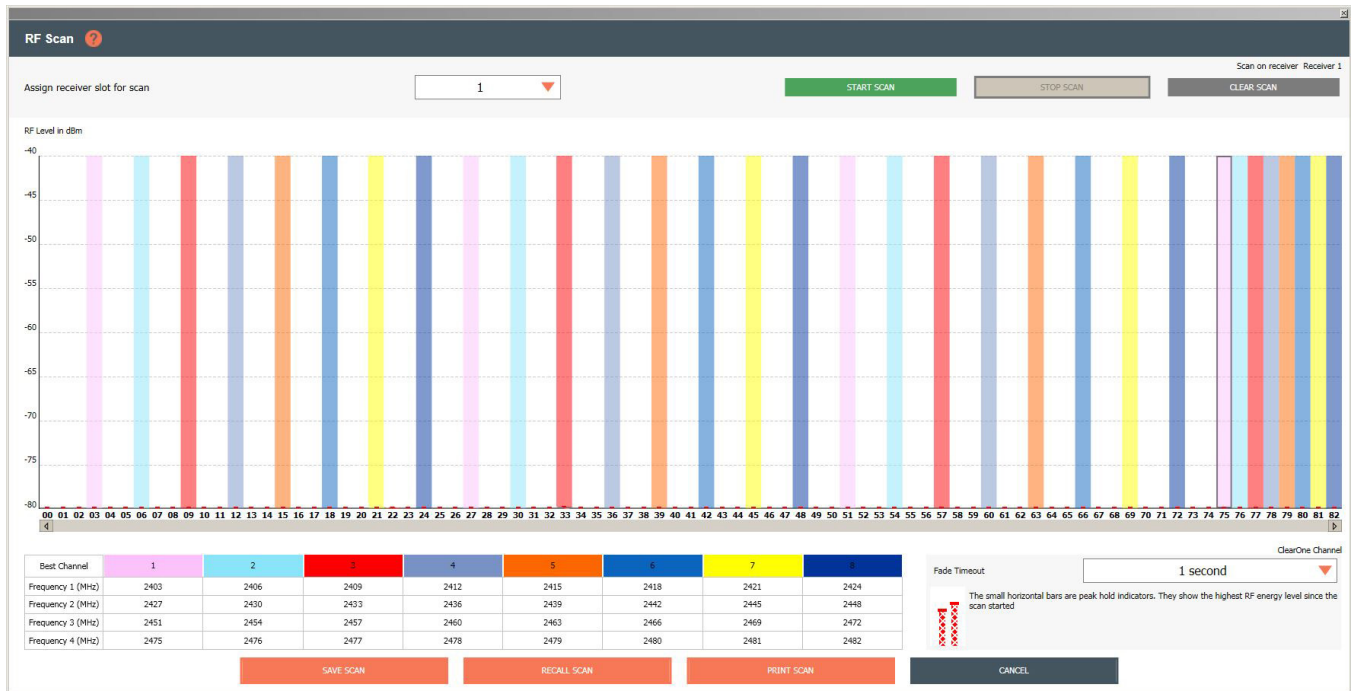 RF Scan ?
Scan on receiver Receiver 1
Assign receiver slot for scan 1 START SCAN STOP SCAN CLEAR SCAN
RF Level in dBm
-40
-45
-50
-55
-60
-65
-70
-75
-80
00 01 02 03 04 05 06 07 08 09 10 11 12 13 14 15 16 17 18 19 20 21 22 23 24 25 26 27 28 29 30 31 32 33 34 35 36 37 38 39 40 41 42 43 44 45 46 47 48 49 50 51 52 53 54 55 56 57 58 59 60 61 62 63 64 65 66 67 68 69 70 71 72 73 74 75 76 77 78 79 80 81 82
ClearOne Channel
Best Channel 1 2 3 4 5 6 7 8
Frequency 1 (MHz) 2403 2406 2409 2412 2415 2418 2421 2424
Frequency 2 (MHz) 2427 2430 2433 2436 2439 2442 2445 2448
Frequency 3 (MHz) 2451 2454 2457 2460 2463 2466 2469 2472
Frequency 4 (MHz) 2475 2476 2477 2478 2479 2480 2481 2482
Fade Timeout 1 second
The small horizontal bars are peak hold indicators. They show the highest RF energy level since the
scan started
SAVE SCAN RECALL SCAN PRINT SCAN CANCEL